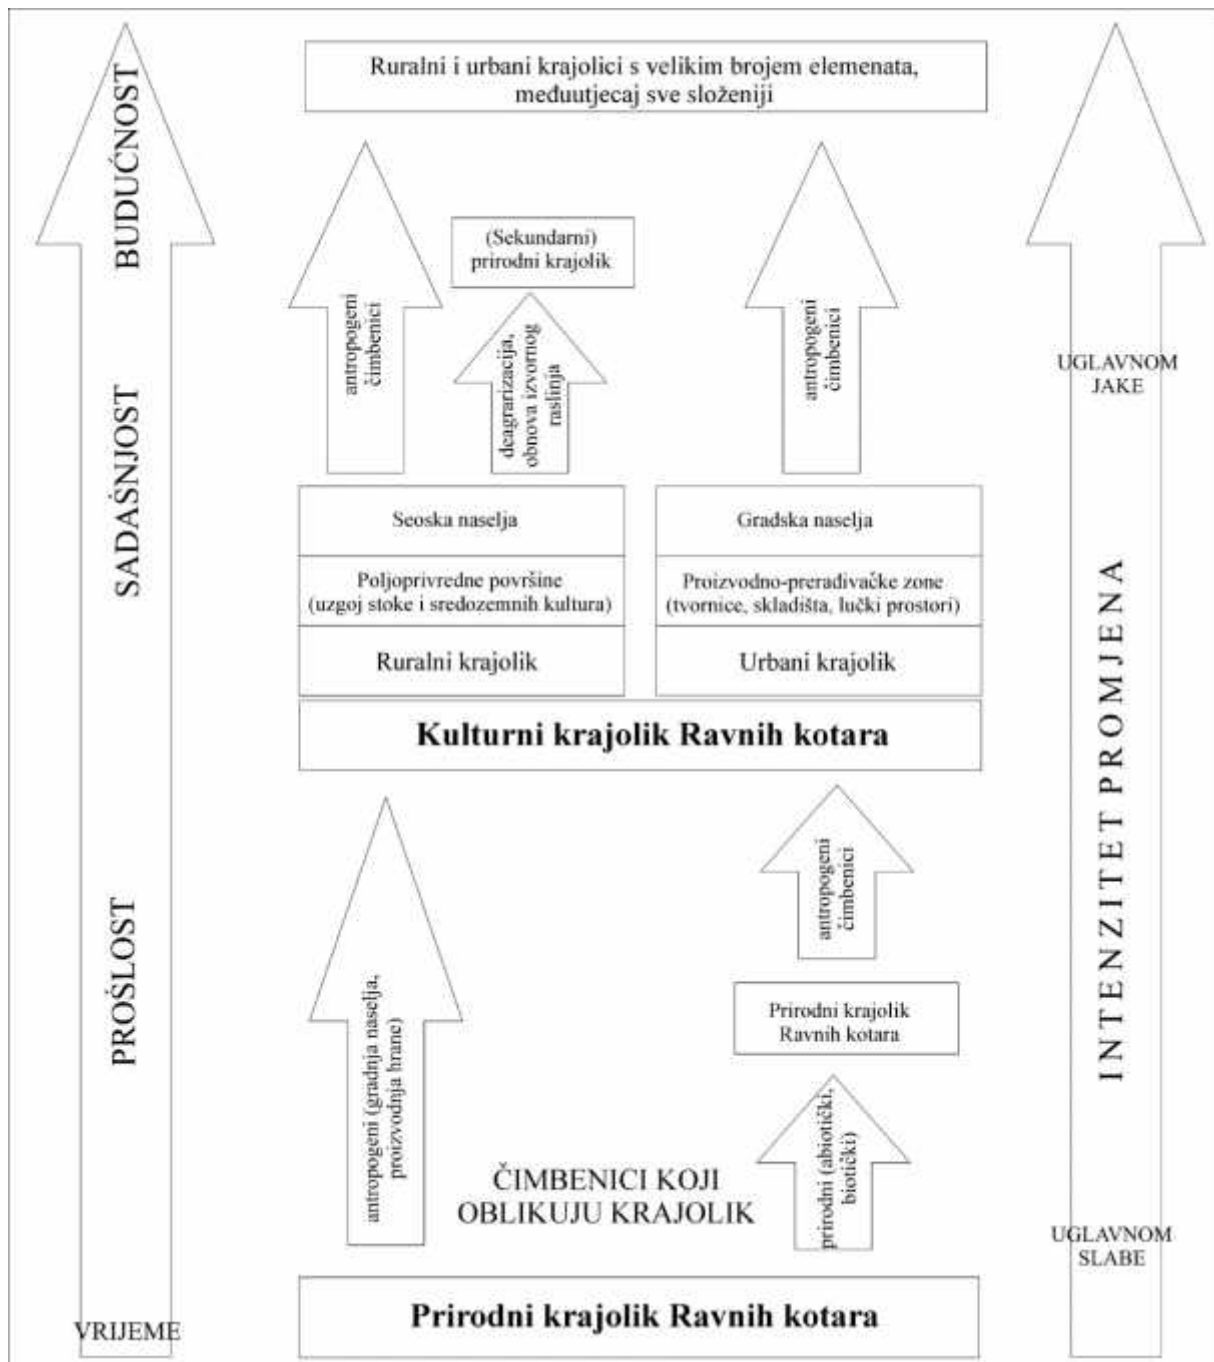 Ruralni i urbani krajolici s velikim brojem elemenata,
međuutjecaj sve složeniji
BUDUĆNOST
(Sekundarni)
prirodni krajolik
antropogeni
čimbenici
deagrarizacija,
obnova izvornog
raslinja
antropogeni
čimbenici
UGLAVNOM
JAKE
SADAŠNJOST
Seoska naselja
Gradska naselja
Poljoprivredne površine
(uzgoj stoke i sredozemnih kultura)
Proizvodno-prerađivačke zone
(tvornice, skladišta, lučki prostori)
Ruralni krajolik
Urbani krajolik
Kulturni krajolik Ravnih kotara
INTENZITET PROMJENA
PROŠLOST
antropogeni
čimbenici
Prirodni krajolik
Ravnih kotara
antropogeni (gradnja naselja,
proizvodnja hrane)
prirodni (abiotički,
biotički)
ČIMBENICI KOJI
OBLIKUJU KRAJOLIK
UGLAVNOM
SLABE
Prirodni krajolik Ravnih kotara
VRIJEME